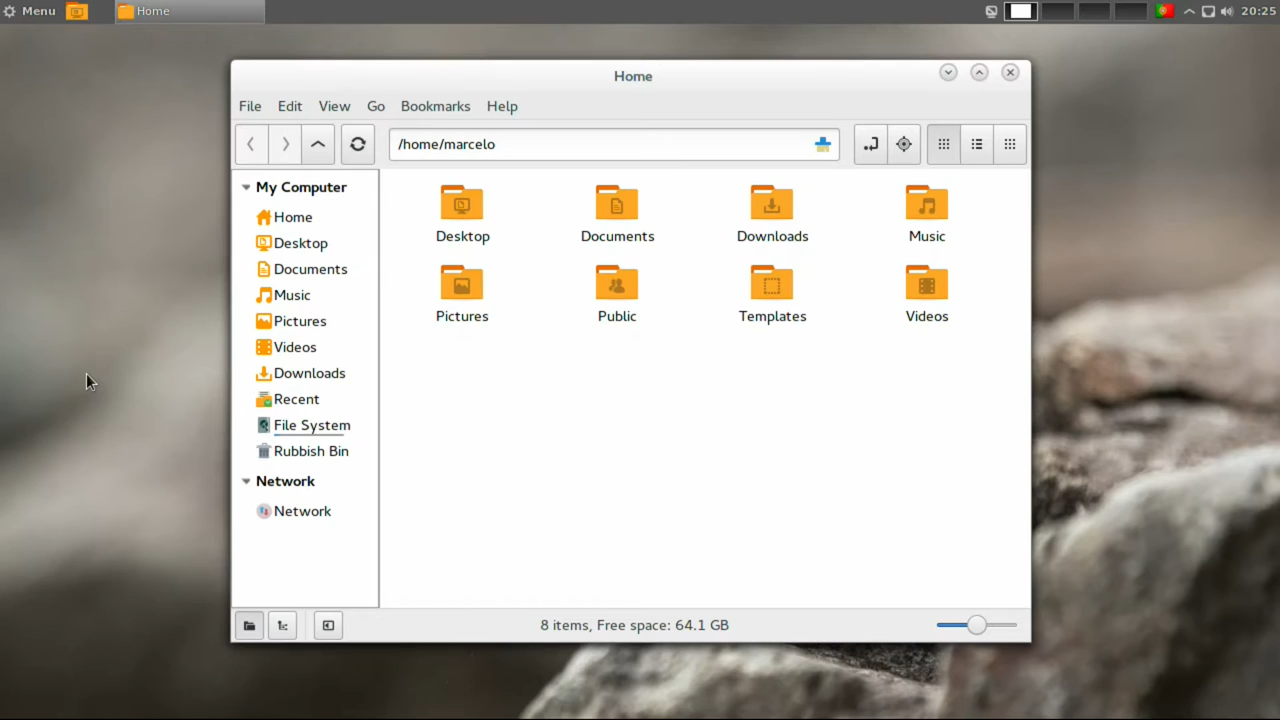 Menu
Home
20:25
Home
File Edit View Go Bookmarks Help
/home/marcelo
My Computer
Home
Desktop
Documents
Music
Pictures
Videos
Downloads
Recent
File System
Rubbish Bin
Network
Network
Desktop Documents Downloads Music
Pictures Public Templates Videos
8 items, Free space: 64.1 GB